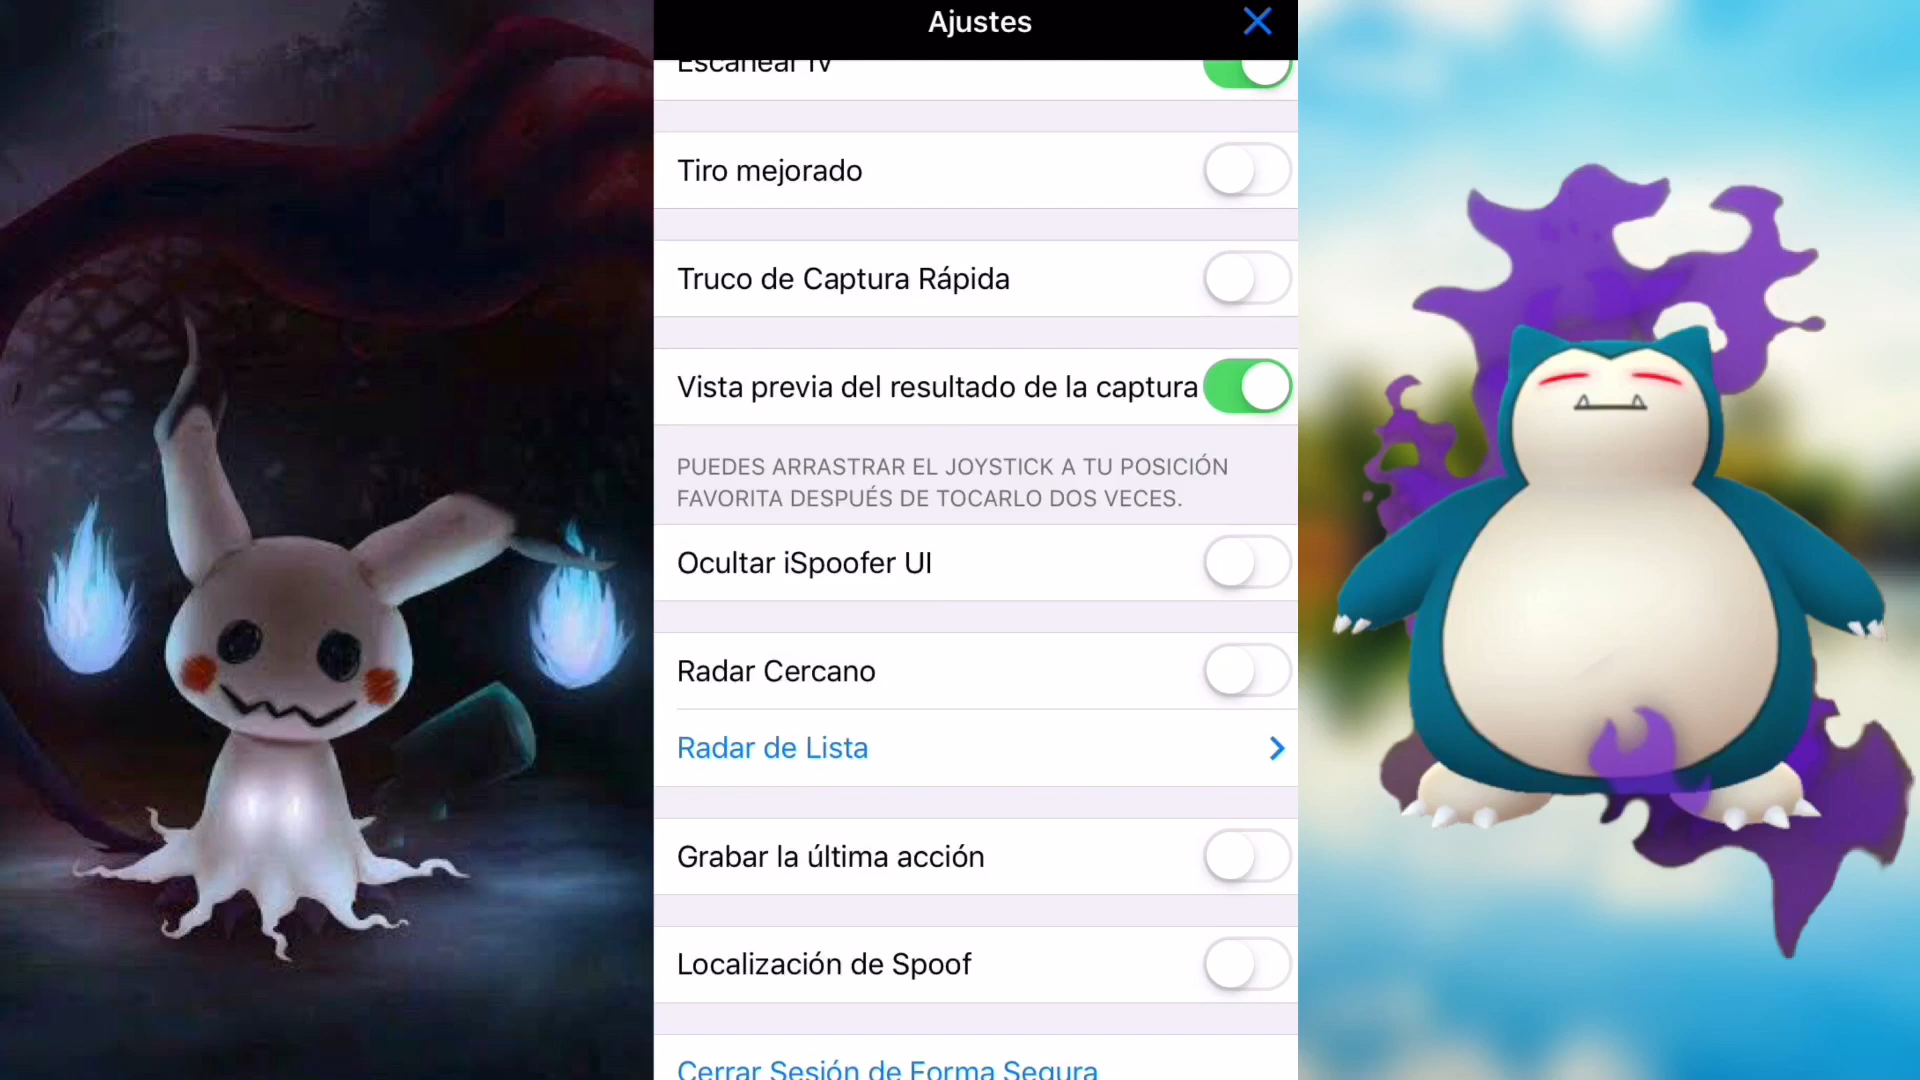 Ajustes
Escanear IV
Tiro mejorado
Truco de Captura Rápida
Vista previa del resultado de la captura
PUEDES ARRASTRAR EL JOYSTICK A TU POSICIÓN
FAVORITA DESPUÉS DE TOCARLO DOS VECES.
Ocultar iSpoofer UI
Radar Cercano
Radar de Lista
Grabar la última acción
Localización de Spoof
Cerrar Sesión de Forma Segura